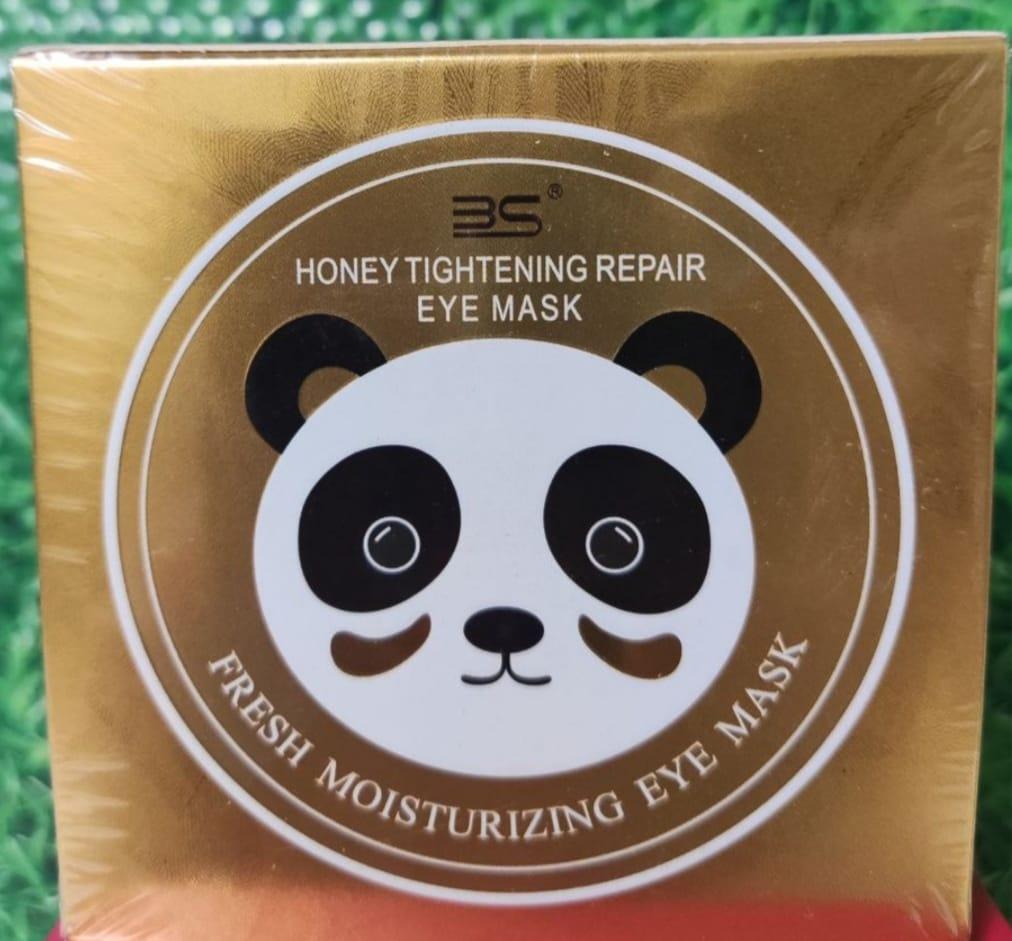 BS®
HONEY TIGHTENING REPAIR
EYE MASK
FRESH MOISTURIZING EYE MASK